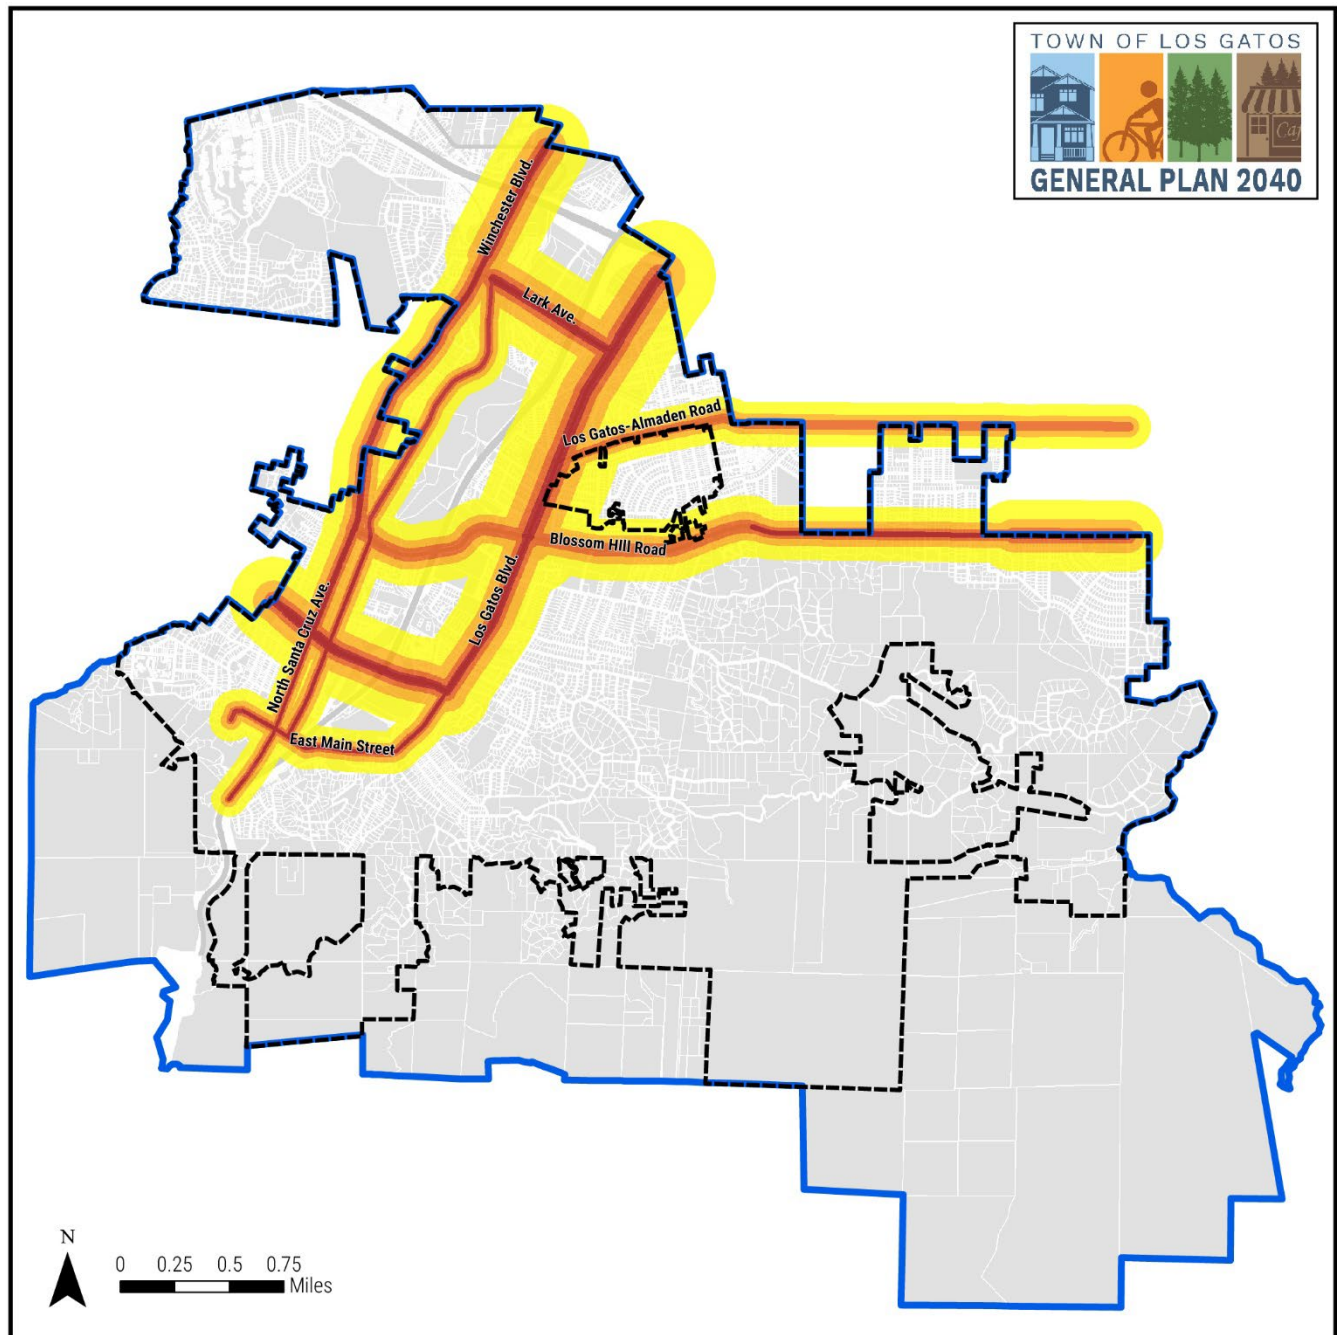 TOWN OF LOS GATOS
Caf
GENERAL PLAN 2040
Winchester Blvd.
Lark Ave.
Los Gatos-Almaden Road
Blossom HIll Road
Los Gatos Blvd.
North Santa Cruz Ave.
East Main Street
N
0 0.25 0.5 0.75
Miles